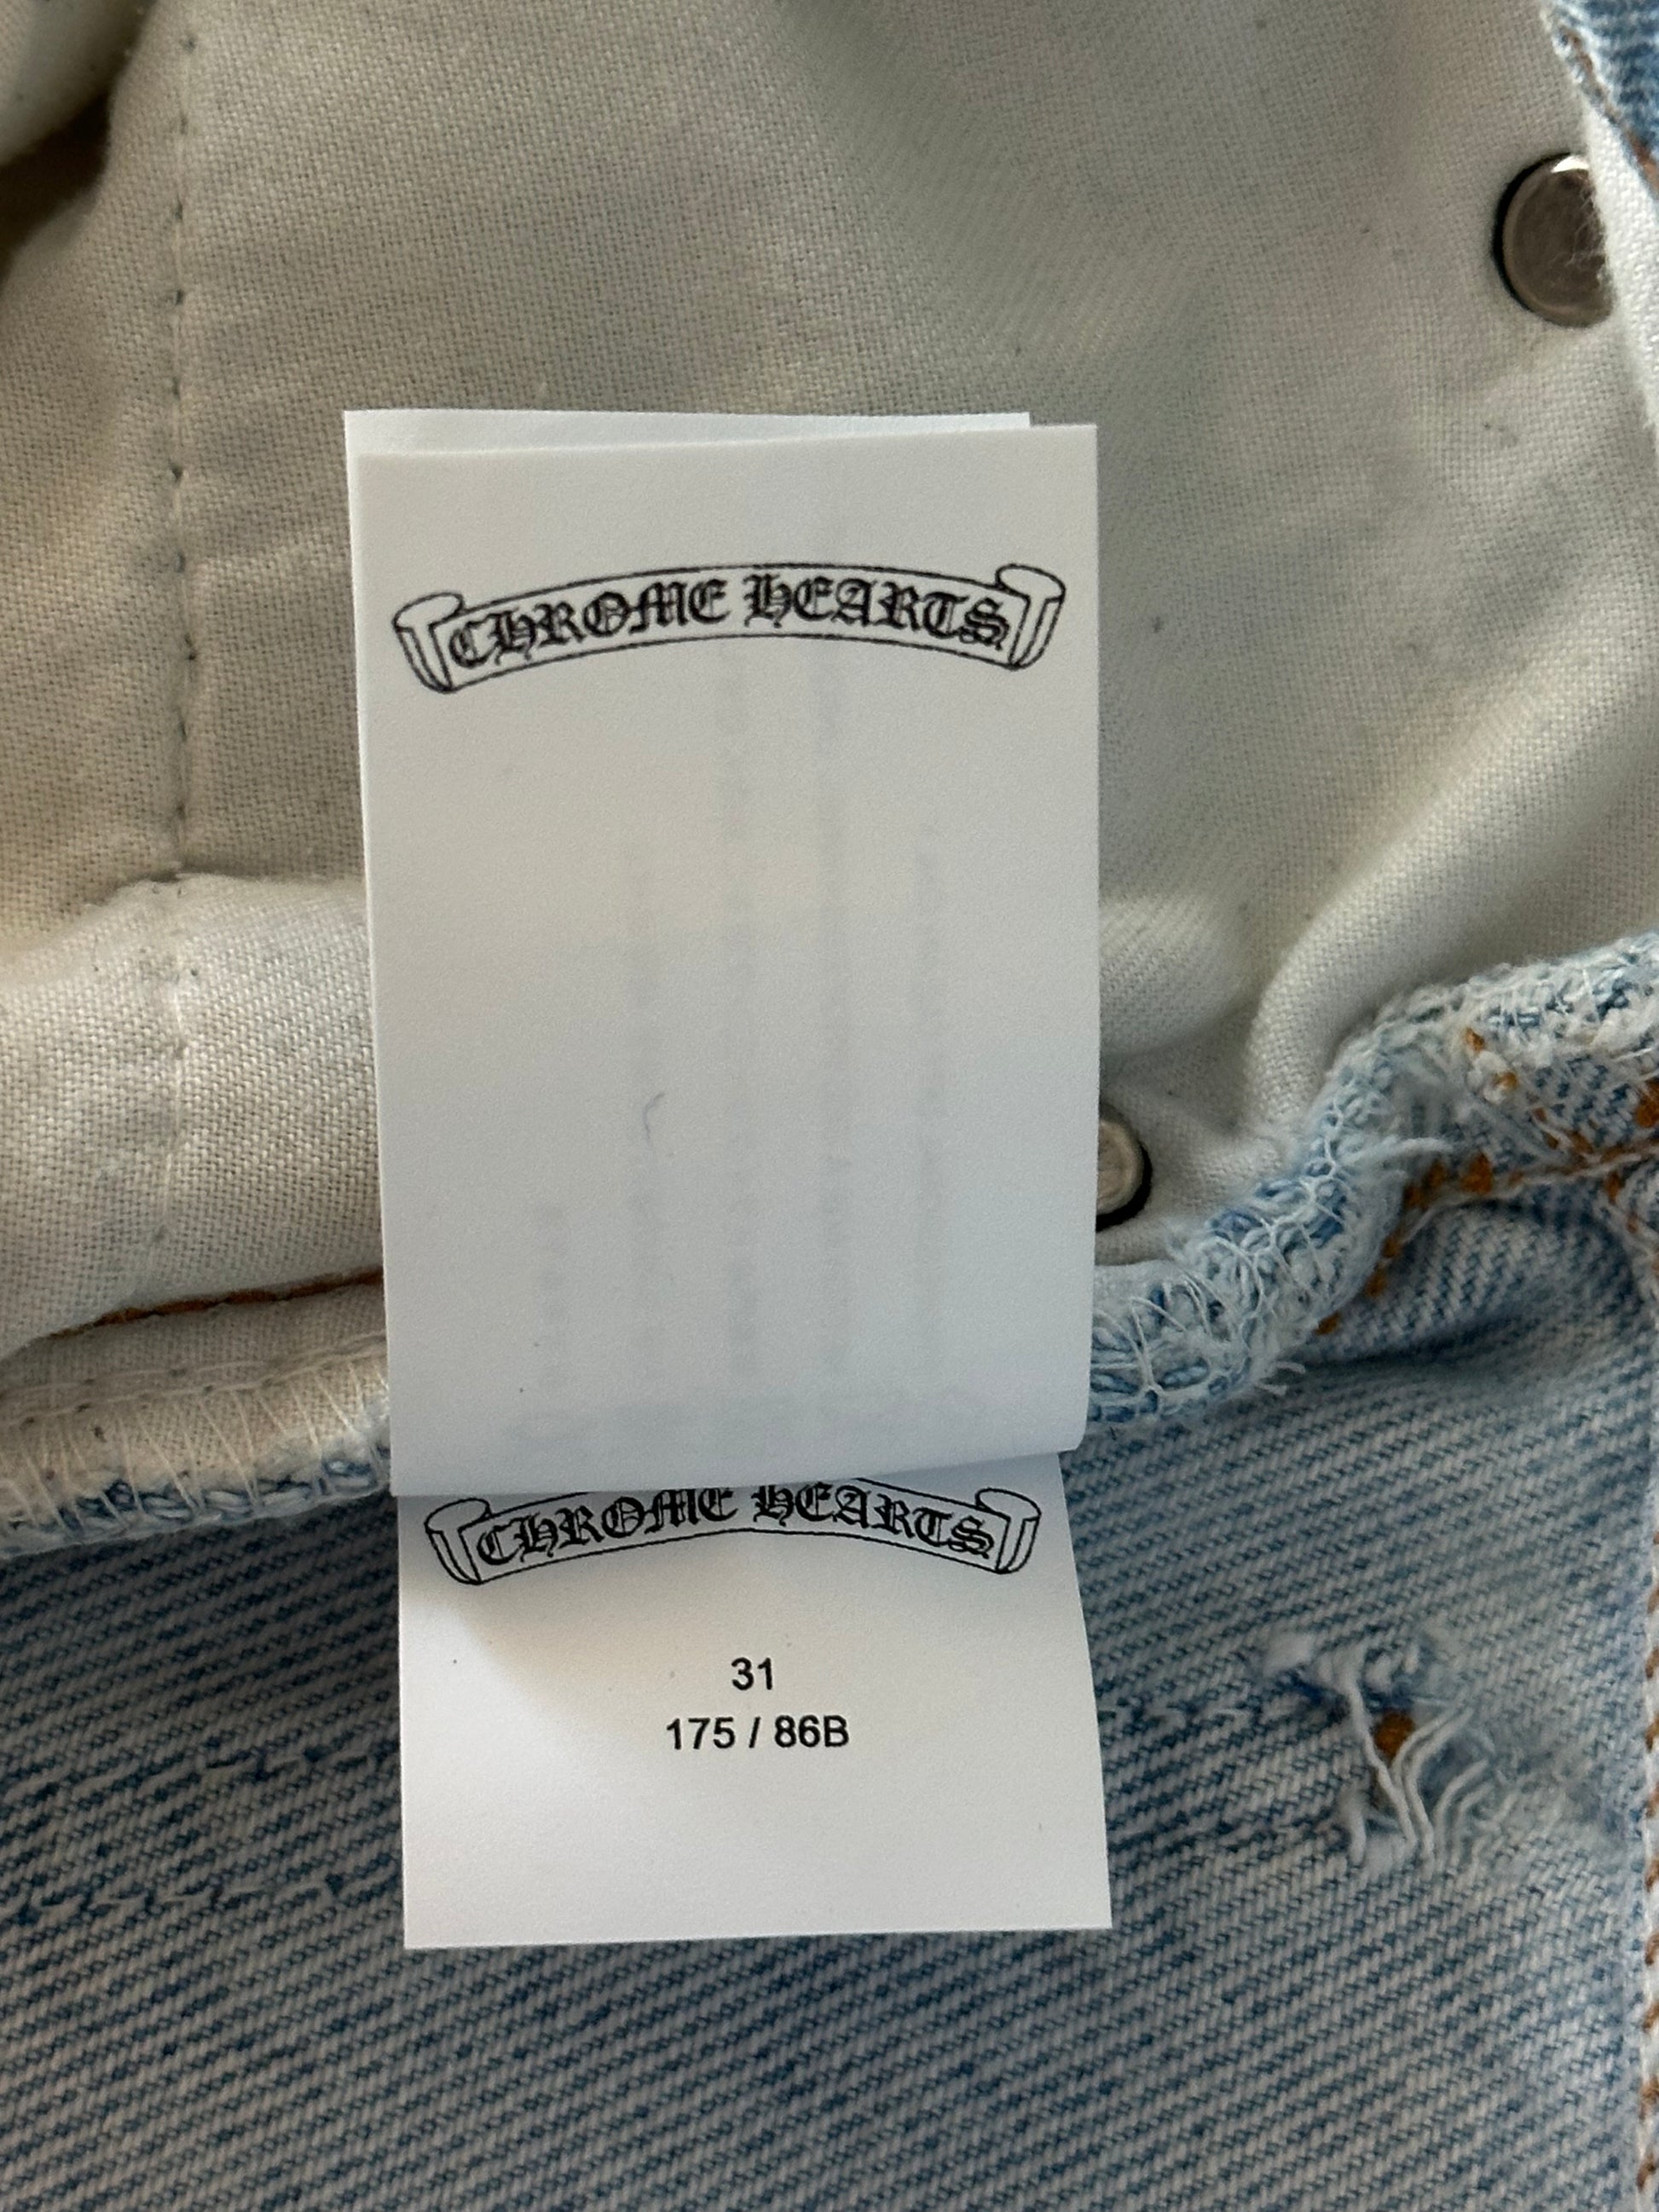 CHROME HEARTS
CHROME HEARTS
31
175 / 86B